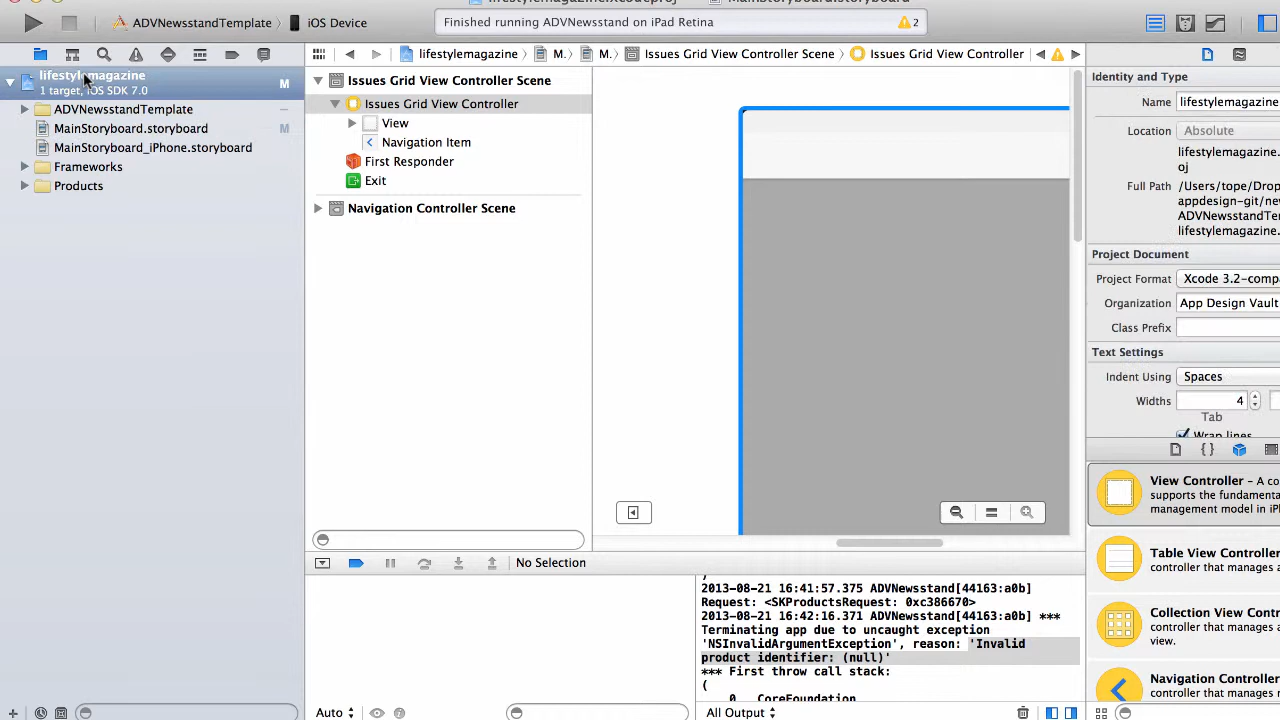 ADVNewsstandTemplate
iOS Device
Finished running ADVNewsstand on iPad Retina
2
lifestylemagazine
M.
M.
Issues Grid View Controller Scene
Issues Grid View Controller
lifestylemagazine
1 target, iOS SDK 7.0
M
ADVNewsstandTemplate
MainStoryboard.storyboard
M
MainStoryboard_iPhone.storyboard
Frameworks
Products
Issues Grid View Controller Scene
Issues Grid View Controller
View
Navigation Item
First Responder
Exit
Navigation Controller Scene
Identity and Type
Name lifestylemagazine
Location Absolute
lifestylemagazine.
oj
Full Path /Users/tope/Drop
appdesign-git/new
ADVNewsstandTem
lifestylemagazine.
Project Document
Project Format Xcode 3.2-comp
Organization App Design Vault
Class Prefix
Text Settings
Indent Using Spaces
Widths 4
Tab
Wrap lines
View Controller – A co
supports the fundamenta
management model in iP
Table View Controller
controller that manages a
Collection View Contr
controller that manages a
view.
Navigation Controller
controller that manages n
No Selection
)
2013-08-21 16:41:57.375 ADVNewsstand[44163:a0b]
Request: <SKProductsRequest: 0xc386670>
2013-08-21 16:42:16.371 ADVNewsstand[44163:a0b] ***
Terminating app due to uncaught exception
'NSInvalidArgumentException', reason: 'Invalid
product identifier: (null)'
*** First throw call stack:
(
0 CoreFoundation
Auto
All Output